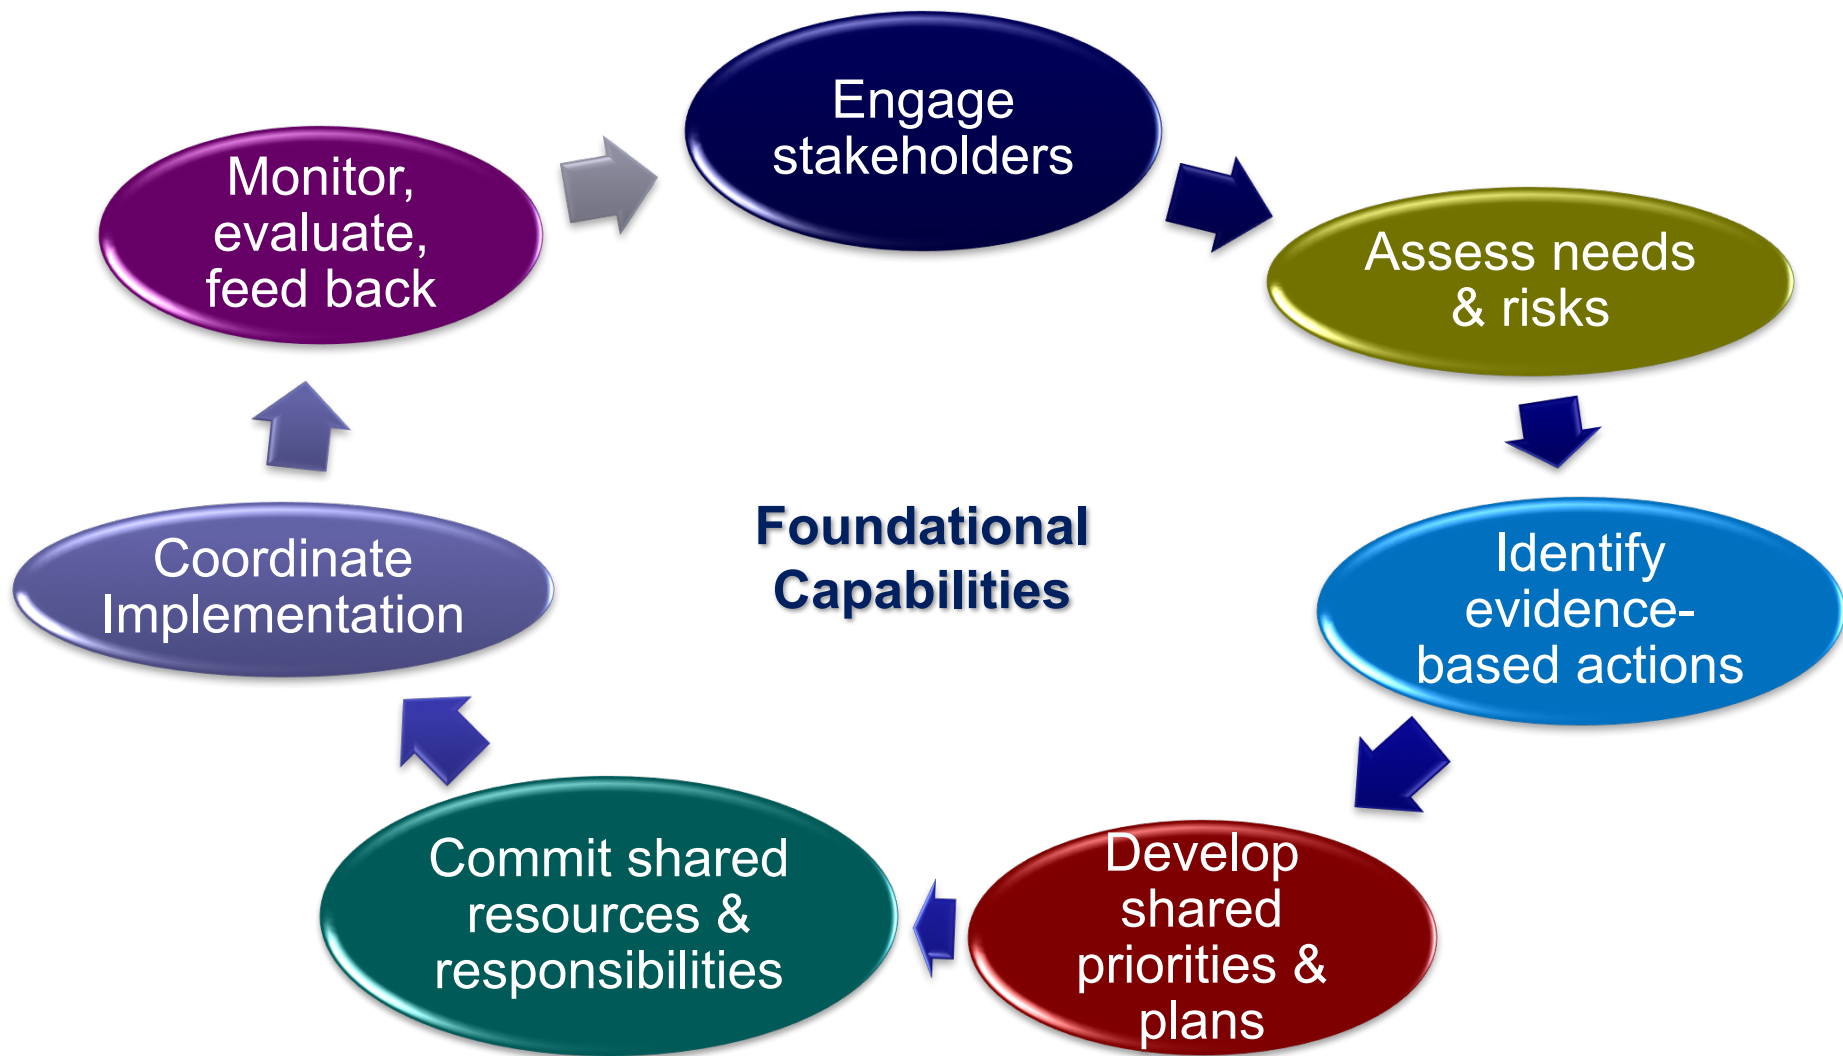 Engage
stakeholders
Assess needs
& risks
Identify
evidence-
based actions
Develop
shared
priorities &
plans
Commit shared
resources &
responsibilities
Coordinate
Implementation
Monitor,
evaluate,
feed back
Foundational
Capabilities